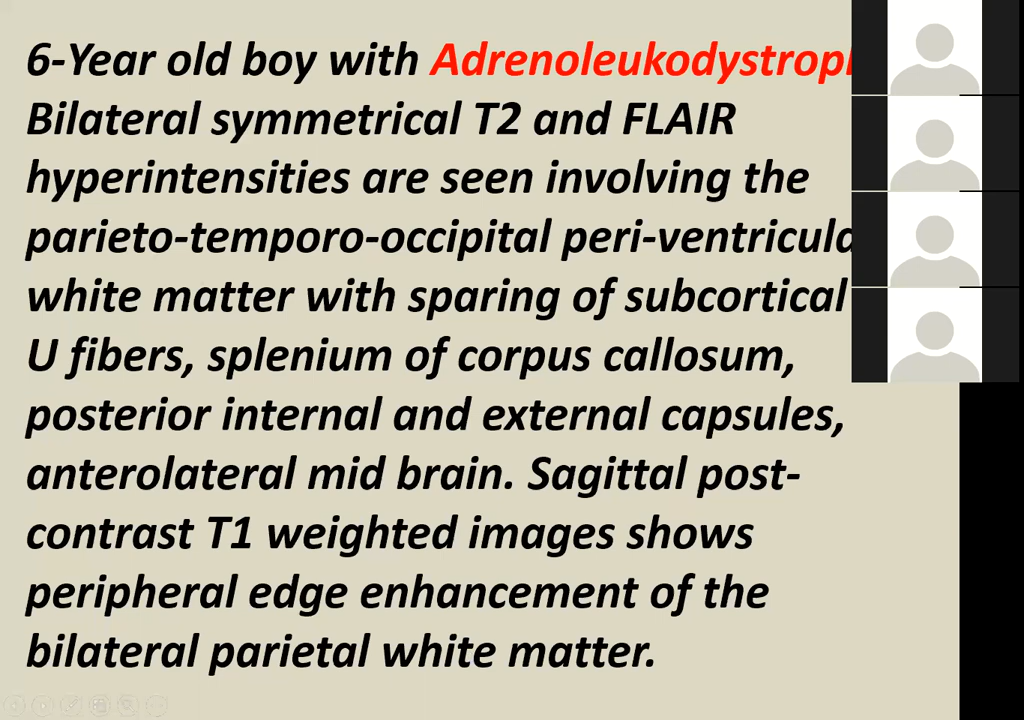 6-Year old boy with Adrenoleukodystrop
Bilateral symmetrical T2 and FLAIR
hyperintensities are seen involving the
parieto-temporo-occipital peri-ventricula
white matter with sparing of subcortical
U fibers, splenium of corpus callosum,
posterior internal and external capsules,
anterolateral mid brain. Sagittal post-
contrast T1 weighted images shows
peripheral edge enhancement of the
bilateral parietal white matter.